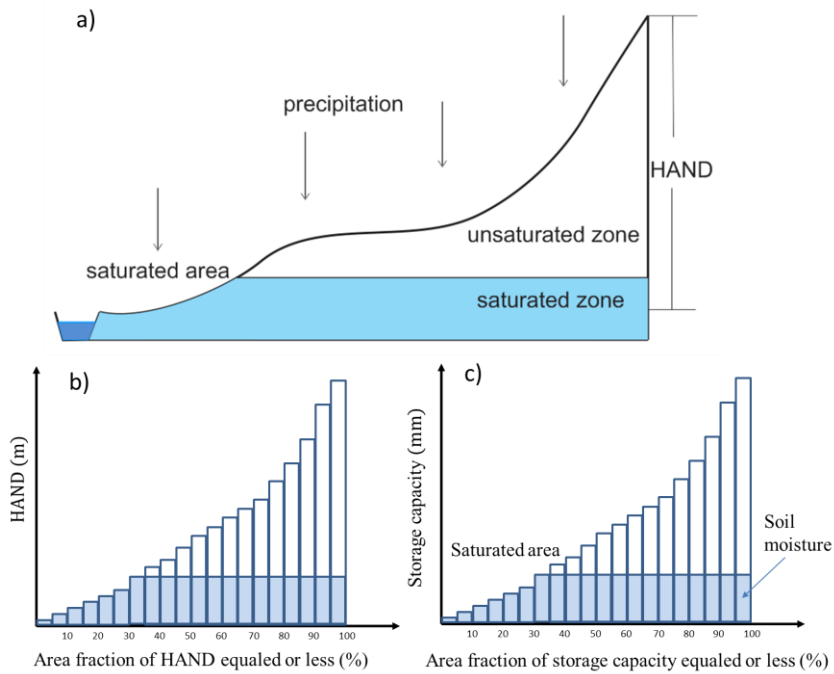 a)
precipitation
HAND
unsaturated zone
saturated area
saturated zone
b)
HAND (m)
10 20 30 40 50 60 70 80 90 100
Area fraction of HAND equaled or less (%)
c)
Storage capacity (mm)
Saturated area
Soil
moisture
10 20 30 40 50 60 70 80 90 100
Area fraction of storage capacity equaled or less (%)